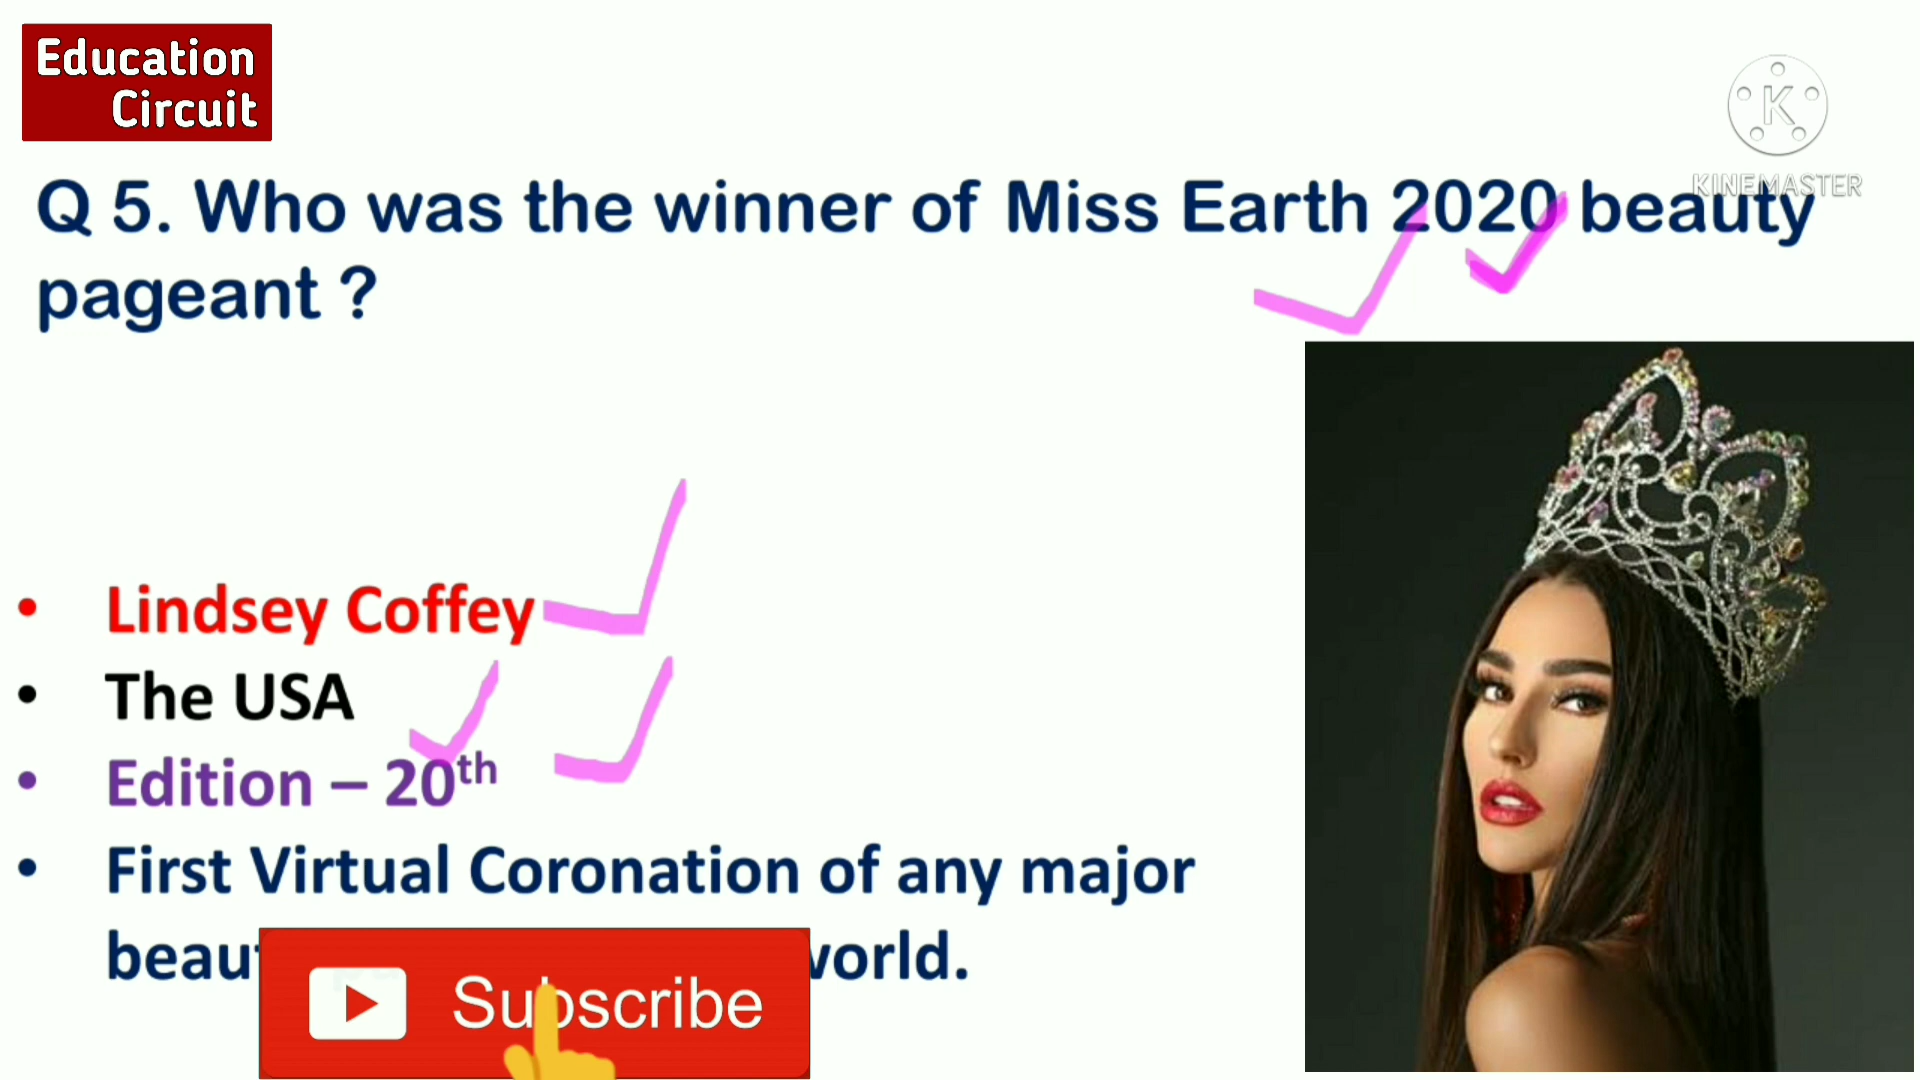 Education
Circuit
K
KINEMASTER
Q 5. Who was the winner of Miss Earth 2020 beauty
pageant ?
• Lindsey Coffey
• The USA
• Edition – 20th
• First Virtual Coronation of any major
world.
Subscribe